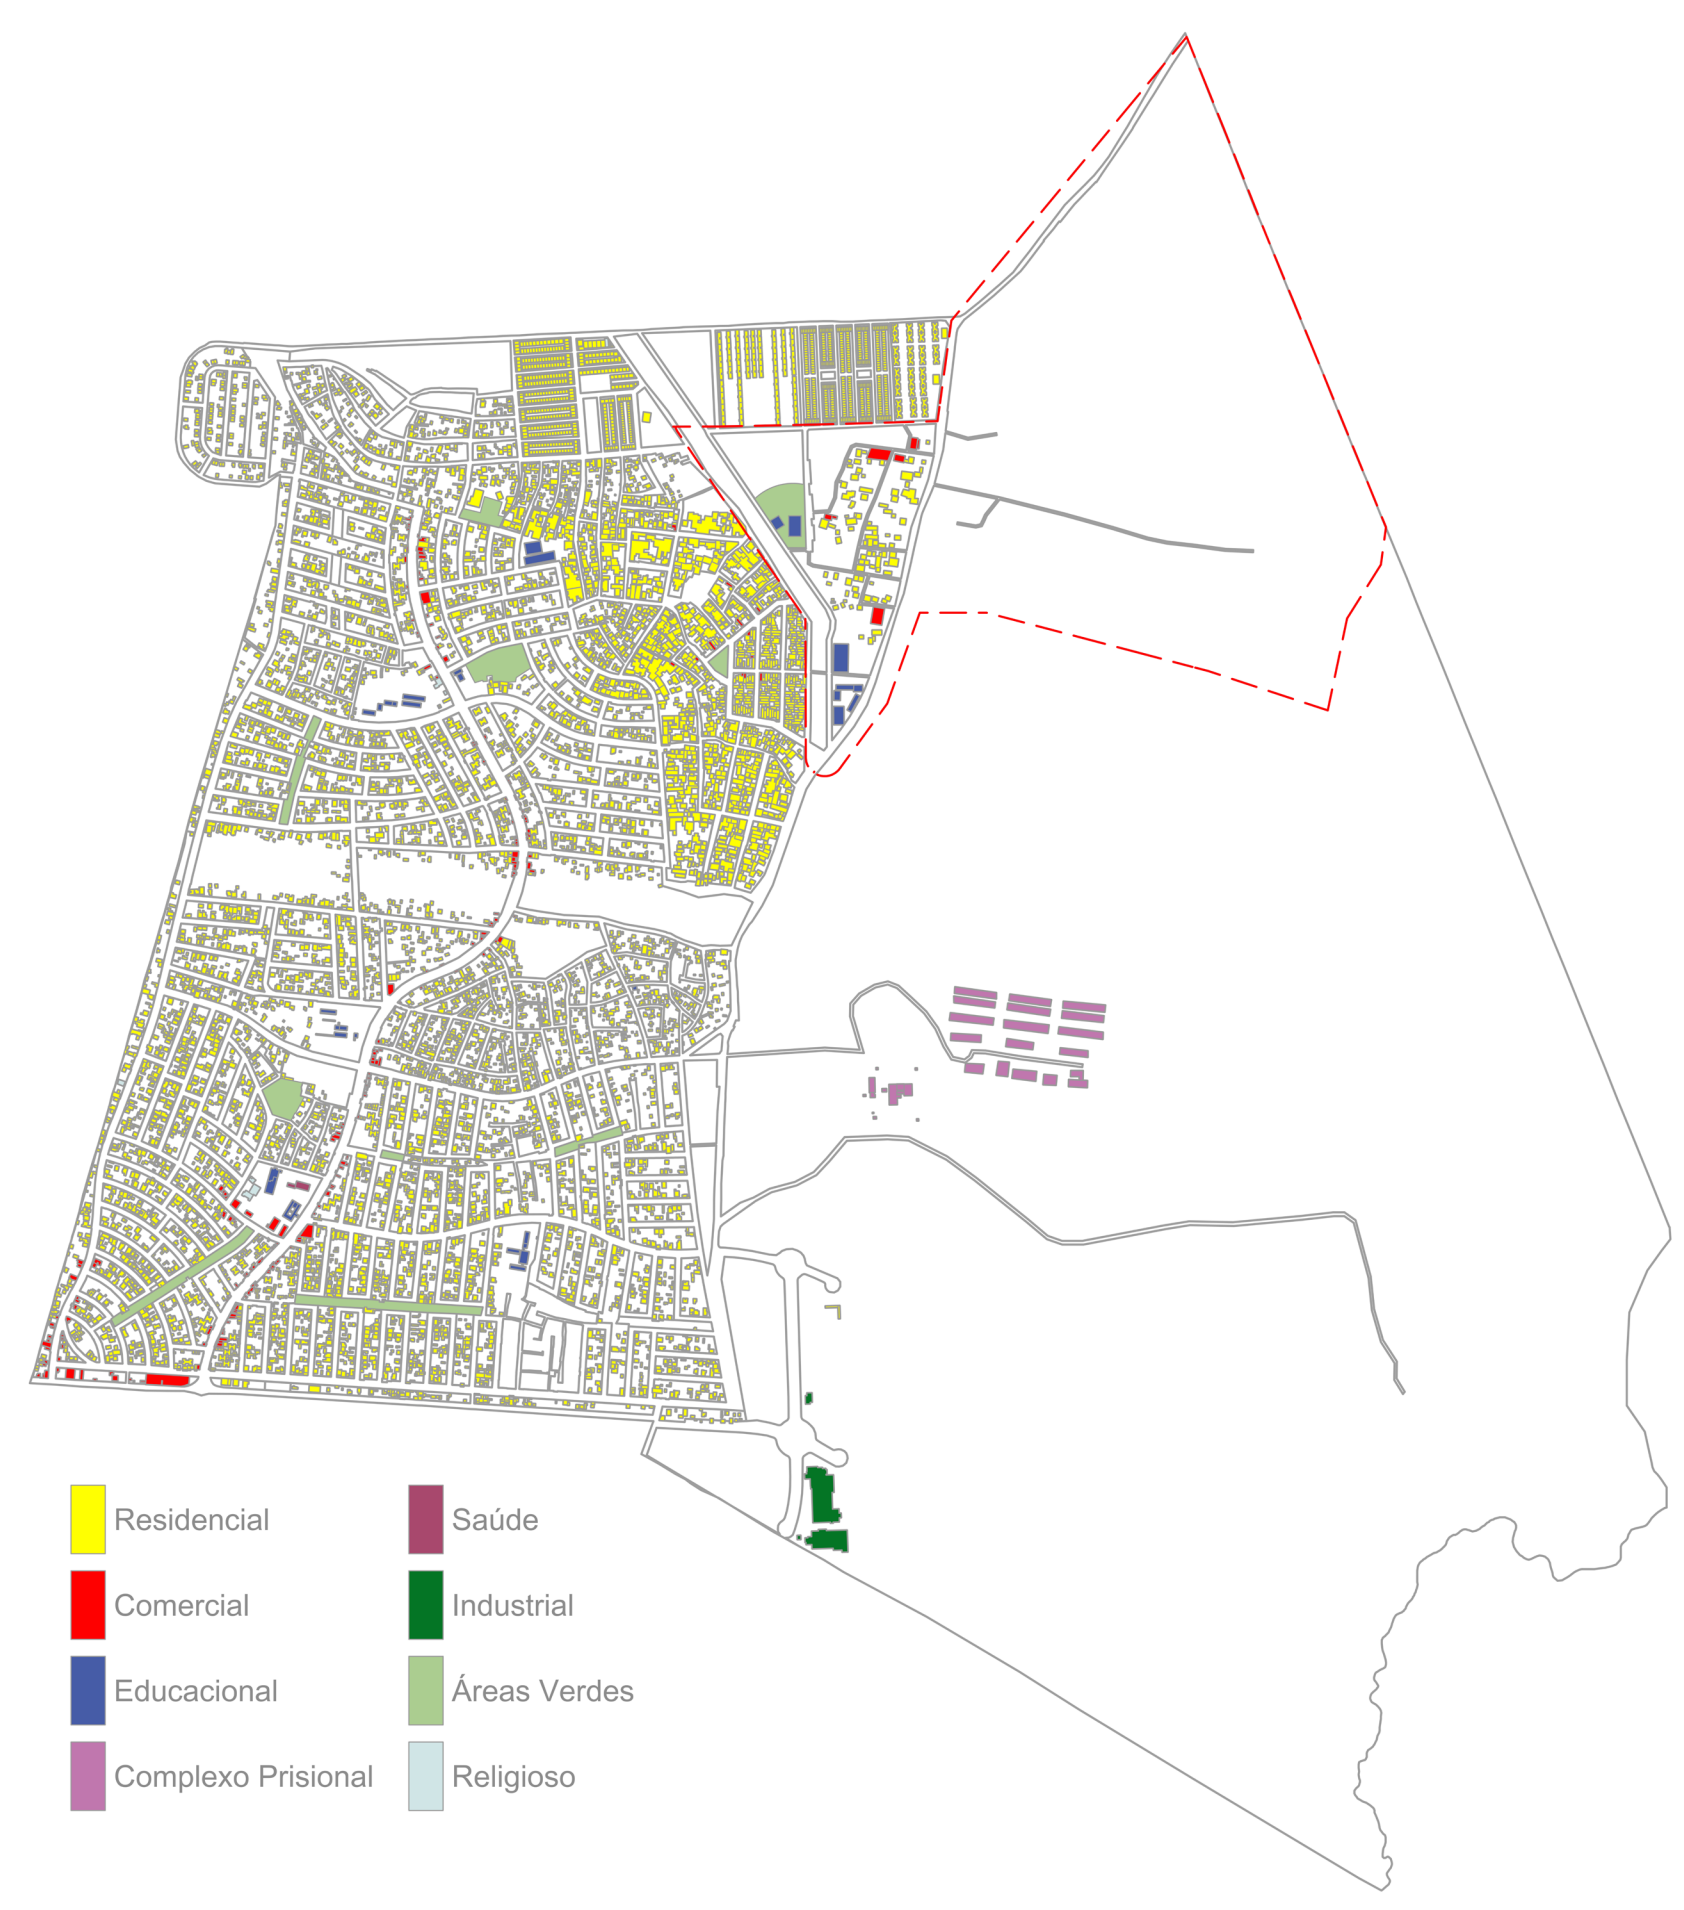 Residencial
Comercial
Educacional
Complexo Prisional
Saúde
Industrial
Áreas Verdes
Religioso